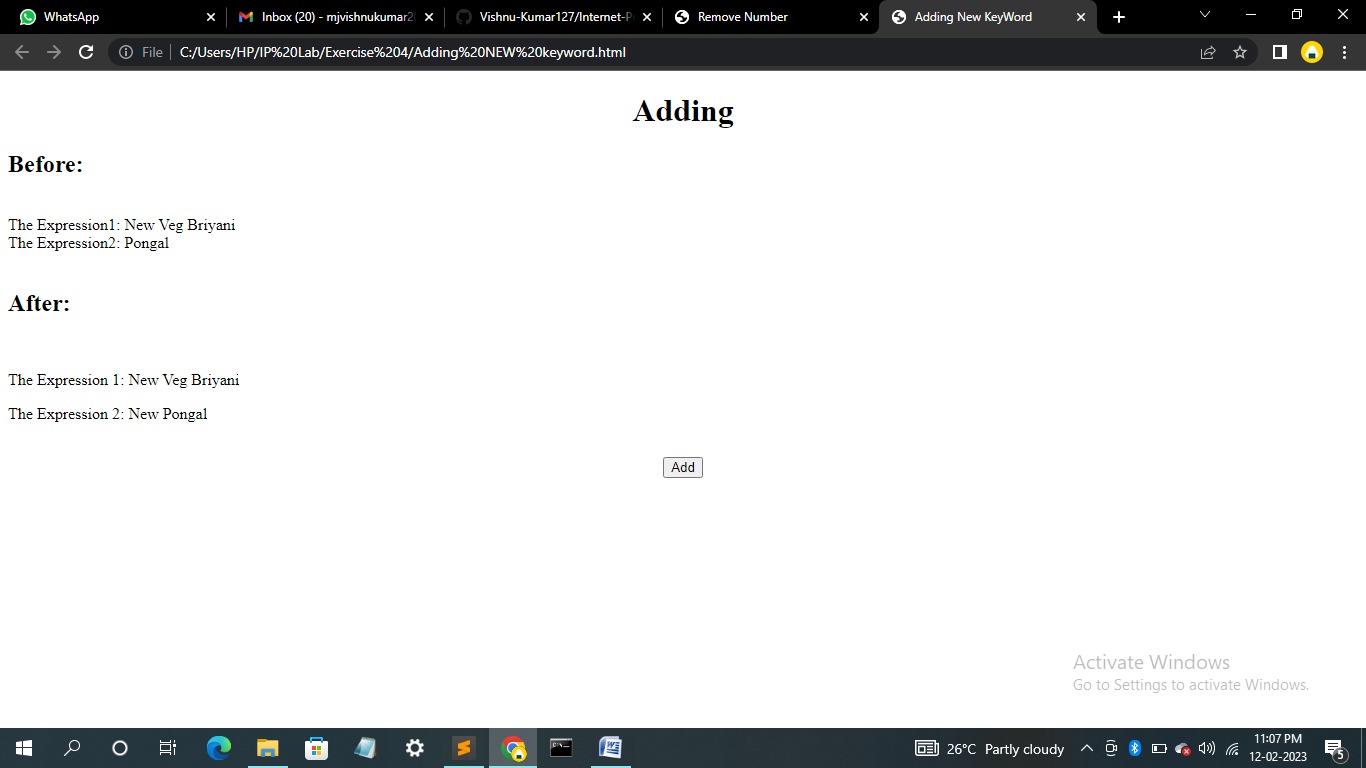 WhatsApp
Inbox (20) - mjvishnukumar2
Vishnu-Kumar127/Internet-P
Remove Number
Adding New KeyWord
File
C:/Users/HP/IP%20Lab/Exercise%204/Adding%20NEW%20keyword.html
Adding
Before:
The Expression1: New Veg Briyani
The Expression2: Pongal
After:
The Expression 1: New Veg Briyani
The Expression 2: New Pongal
Add
Activate Windows
Go to Settings to activate Windows.
26°C Partly cloudy
11:07 PM
12-02-2023
5